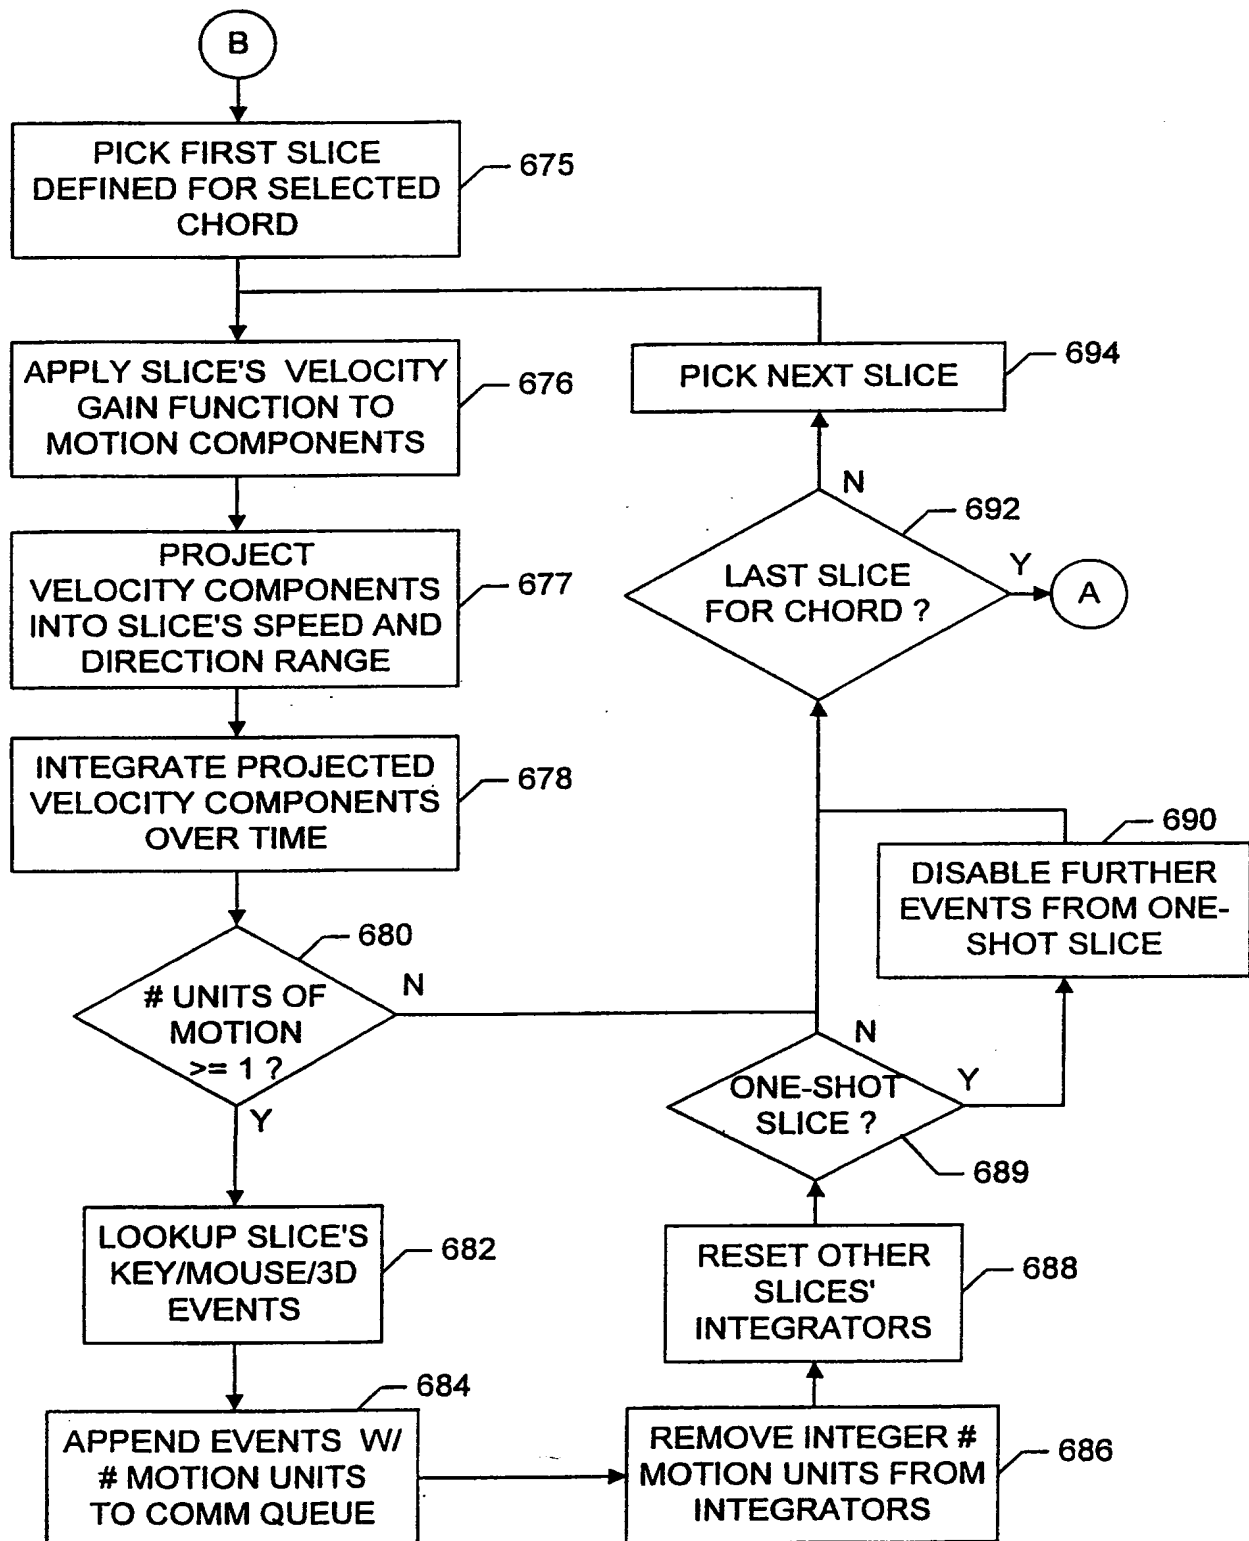 B
PICK FIRST SLICE
DEFINED FOR SELECTED
CHORD
675
APPLY SLICE'S VELOCITY
GAIN FUNCTION TO
MOTION COMPONENTS
676
PROJECT
VELOCITY COMPONENTS
INTO SLICE'S SPEED AND
DIRECTION RANGE
677
INTEGRATE PROJECTED
VELOCITY COMPONENTS
OVER TIME
678
# UNITS OF
MOTION
>= 1 ?
680
N
Y
LOOKUP SLICE'S
KEY/MOUSE/3D
EVENTS
682
APPEND EVENTS W/
# MOTION UNITS
TO COMM QUEUE
684
REMOVE INTEGER #
MOTION UNITS FROM
INTEGRATORS
686
RESET OTHER
SLICES'
INTEGRATORS
688
ONE-SHOT
SLICE ?
689
N
Y
DISABLE FURTHER
EVENTS FROM ONE-
SHOT SLICE
690
LAST SLICE
FOR CHORD ?
692
N
Y
A
PICK NEXT SLICE
694